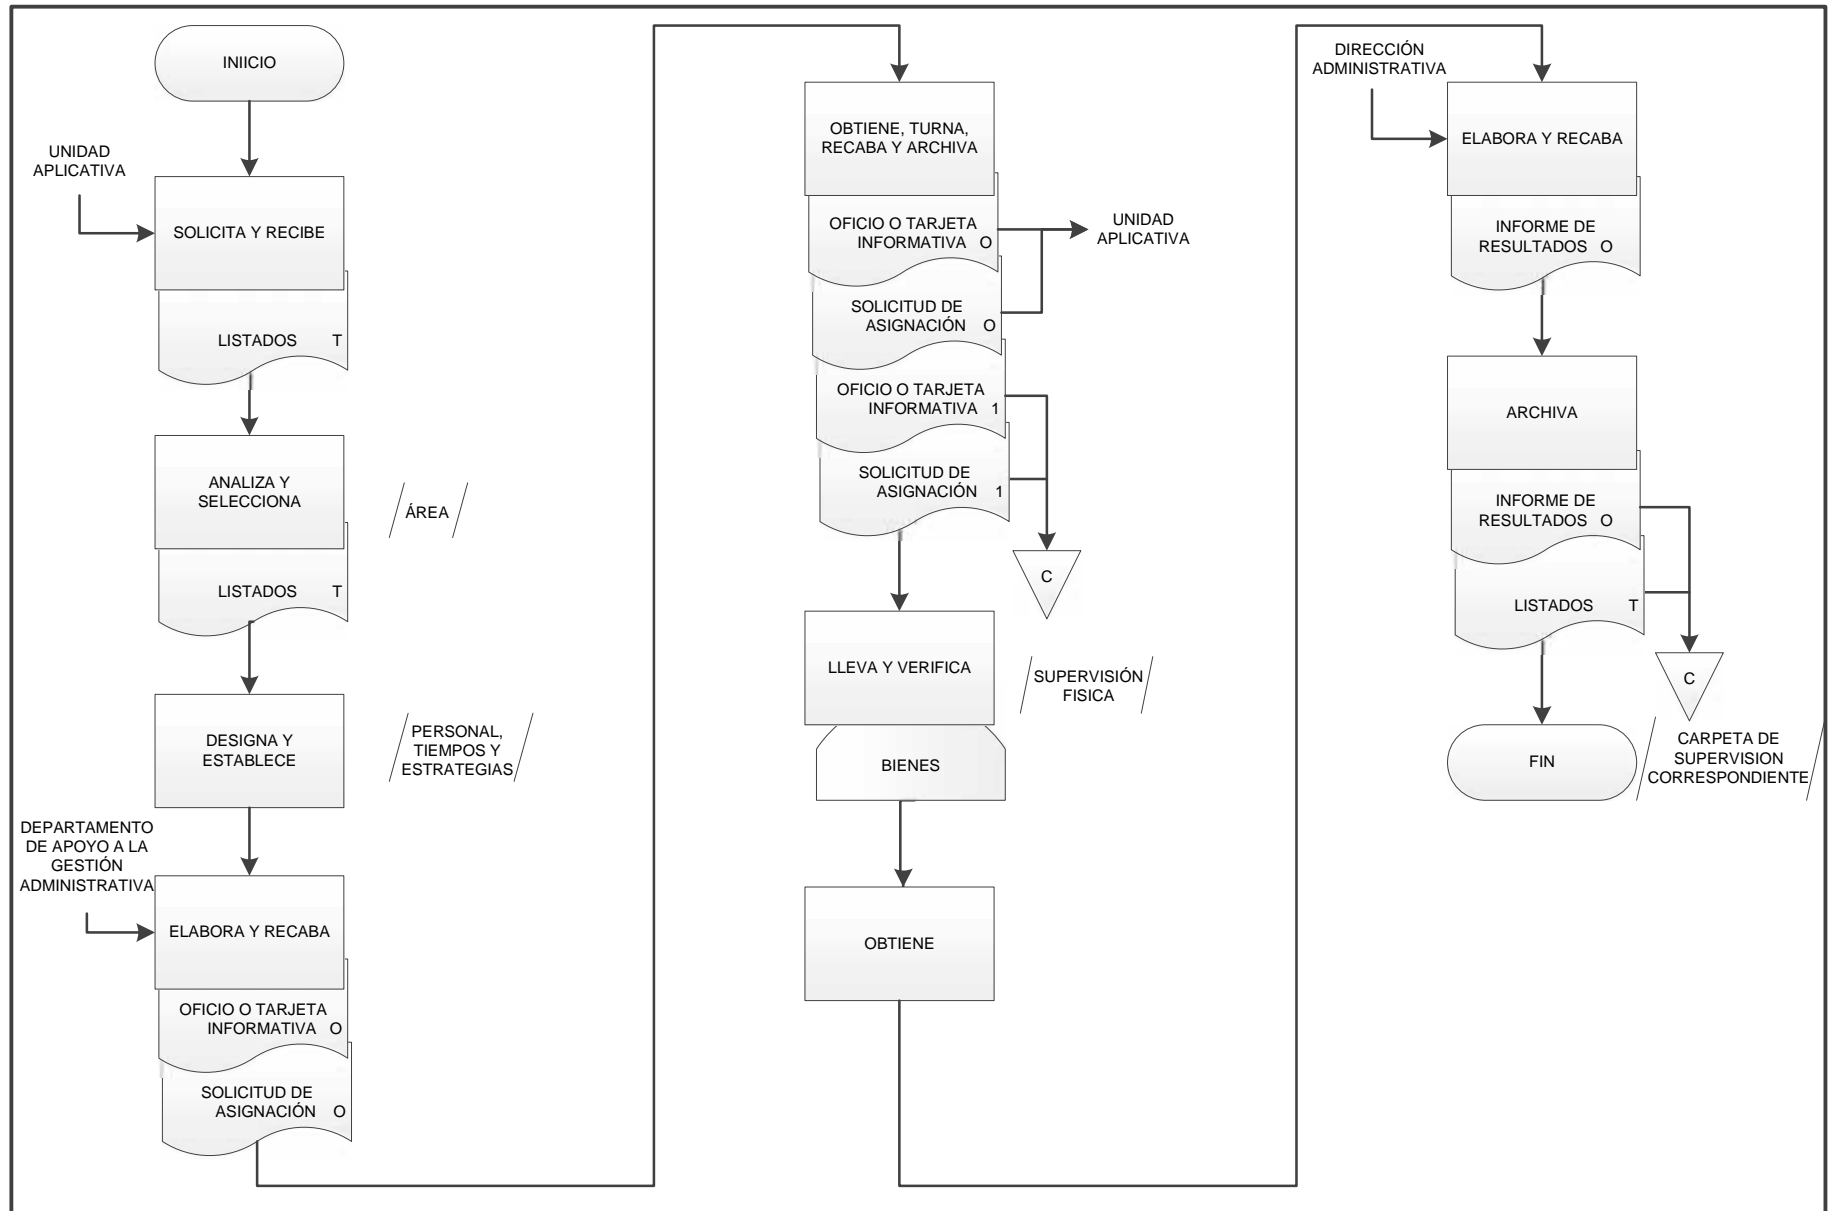 INIICIO
UNIDAD
APLICATIVA
SOLICITA Y RECIBE
LISTADOS T
ANALIZA Y
SELECCIONA
ÁREA
LISTADOS T
DESIGNA Y
ESTABLECE
PERSONAL,
TIEMPOS Y
ESTRATEGIAS
DEPARTAMENTO
DE APOYO A LA
GESTIÓN
ADMINISTRATIVA
ELABORA Y RECABA
OFICIO O TARJETA
INFORMATIVA O
SOLICITUD DE
ASIGNACIÓN O
OBTIENE, TURNA,
RECABA Y ARCHIVA
OFICIO O TARJETA
INFORMATIVA O
UNIDAD
APLICATIVA
SOLICITUD DE
ASIGNACIÓN O
OFICIO O TARJETA
INFORMATIVA 1
SOLICITUD DE
ASIGNACIÓN 1
C
LLEVA Y VERIFICA
SUPERVISIÓN
FISICA
BIENES
OBTIENE
DIRECCIÓN
ADMINISTRATIVA
ELABORA Y RECABA
INFORME DE
RESULTADOS O
ARCHIVA
INFORME DE
RESULTADOS O
LISTADOS T
C
FIN
CARPETA DE
SUPERVISION
CORRESPONDIENTE